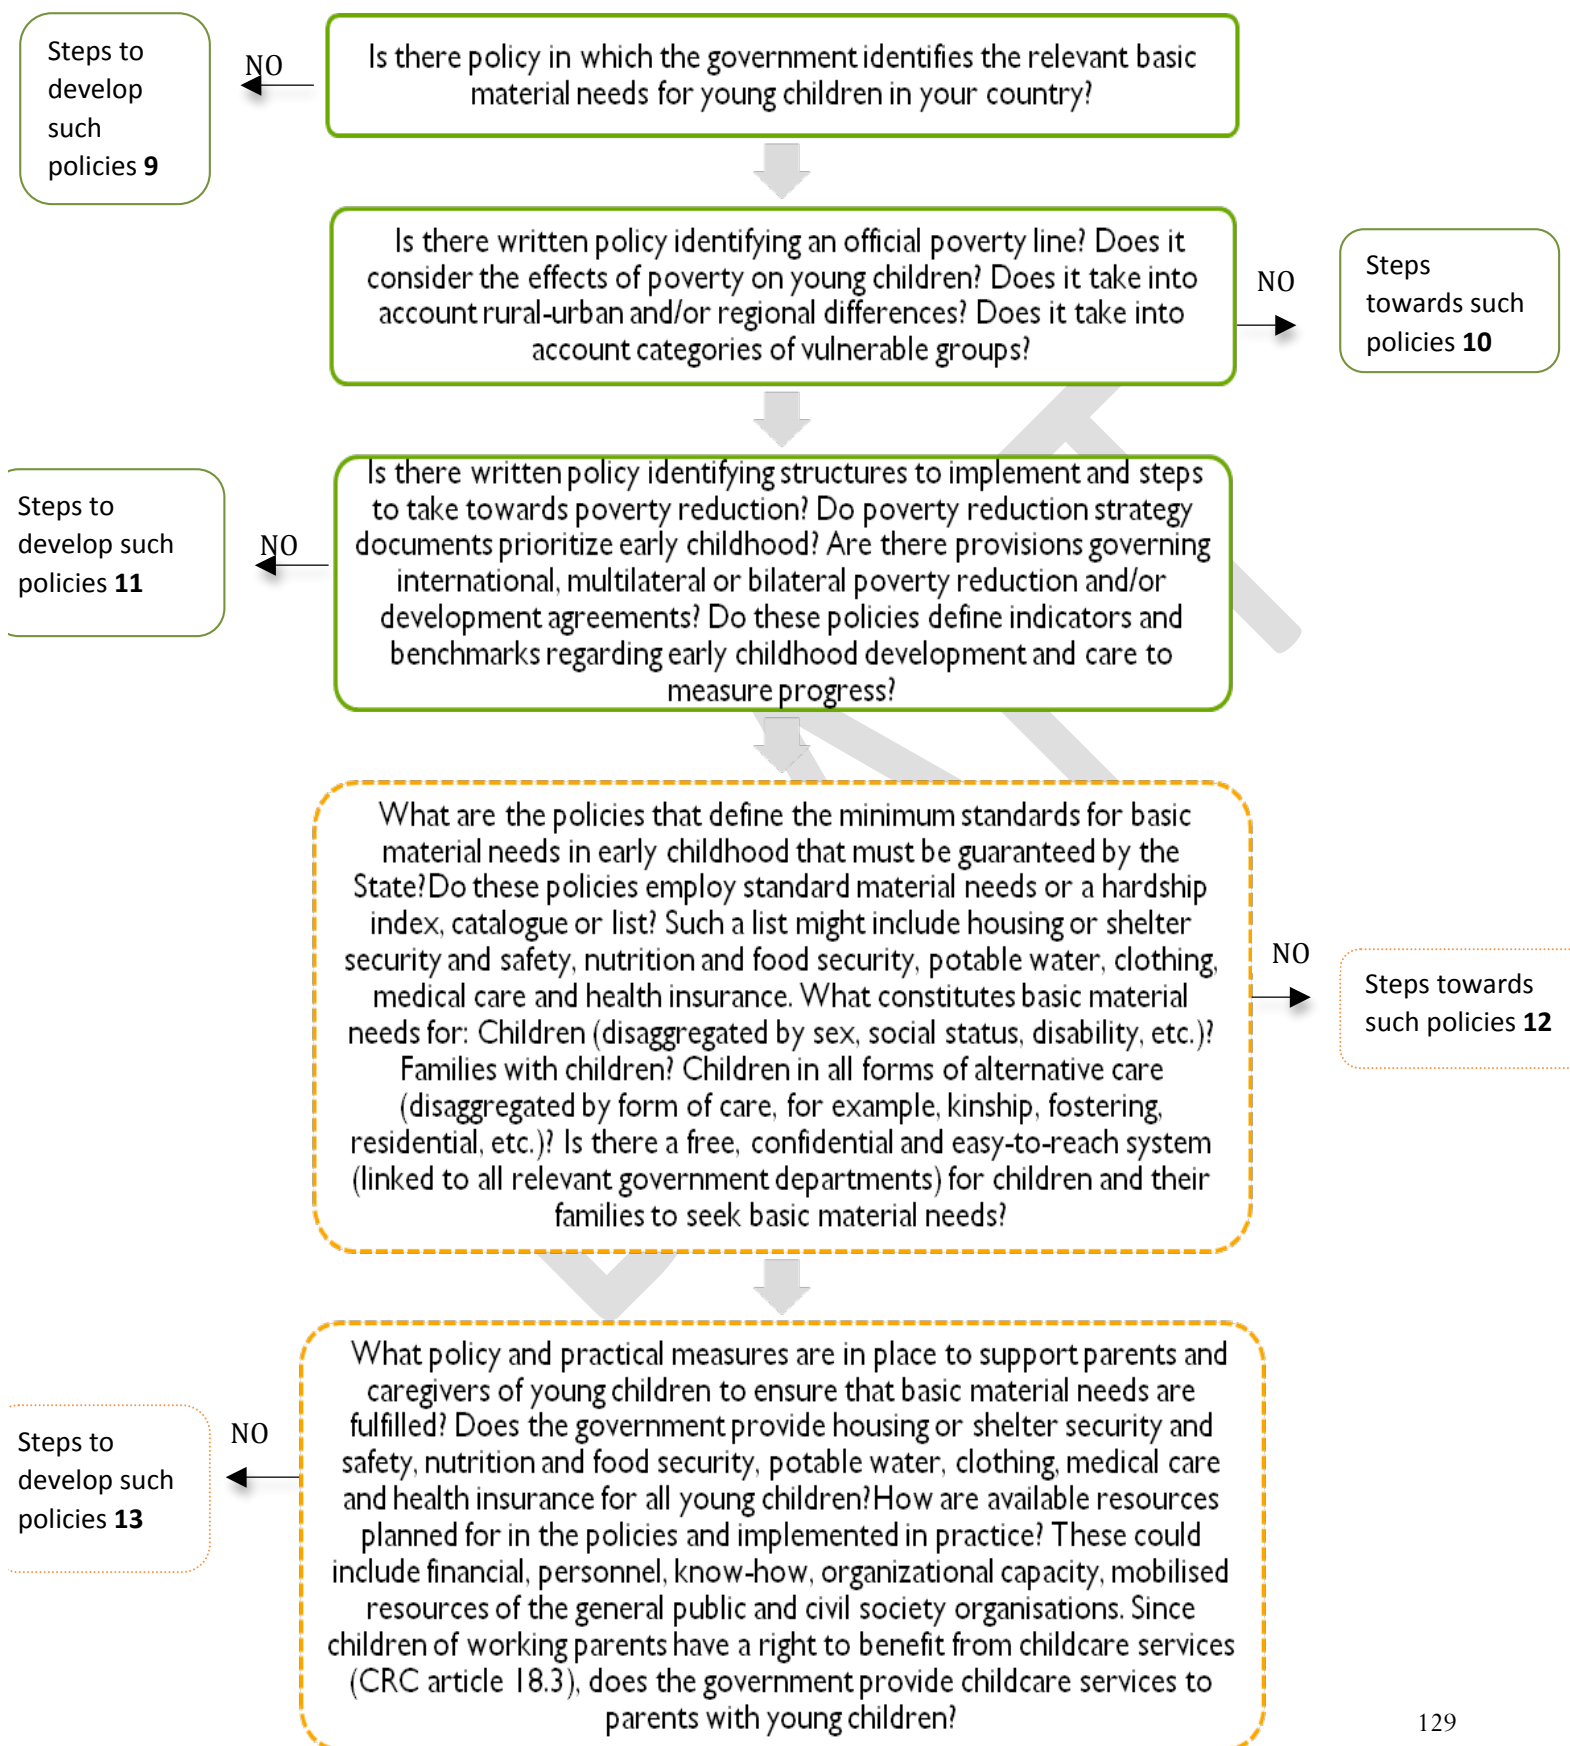 Steps to
develop
such
policies 9
NO
Is there policy in which the government identifies the relevant basic
material needs for young children in your country?
Is there written policy identifying an official poverty line? Does it
consider the effects of poverty on young children? Does it take into
account rural-urban and/or regional differences? Does it take into
account categories of vulnerable groups?
NO
Steps
towards such
policies 10
Steps to
develop such
policies 11
NO
Is there written policy identifying structures to implement and steps
to take towards poverty reduction? Do poverty reduction strategy
documents prioritize early childhood? Are there provisions governing
international, multilateral or bilateral poverty reduction and/or
development agreements? Do these policies define indicators and
benchmarks regarding early childhood development and care to
measure progress?
What are the policies that define the minimum standards for basic
material needs in early childhood that must be guaranteed by the
State?Do these policies employ standard material needs or a hardship
index, catalogue or list? Such a list might include housing or shelter
security and safety, nutrition and food security, potable water, clothing,
medical care and health insurance. What constitutes basic material
needs for: Children (disaggregated by sex, social status, disability, etc.)?
Families with children? Children in all forms of alternative care
(disaggregated by form of care, for example, kinship, fostering,
residential, etc.)? Is there a free, confidential and easy-to-reach system
(linked to all relevant government departments) for children and their
families to seek basic material needs?
NO
Steps towards
such policies 12
Steps to
develop such
policies 13
NO
What policy and practical measures are in place to support parents and
caregivers of young children to ensure that basic material needs are
fulfilled? Does the government provide housing or shelter security and
safety, nutrition and food security, potable water, clothing, medical care
and health insurance for all young children?How are available resources
planned for in the policies and implemented in practice? These could
include financial, personnel, know-how, organizational capacity, mobilised
resources of the general public and civil society organisations. Since
children of working parents have a right to benefit from childcare services
(CRC article 18.3), does the government provide childcare services to
parents with young children?
129